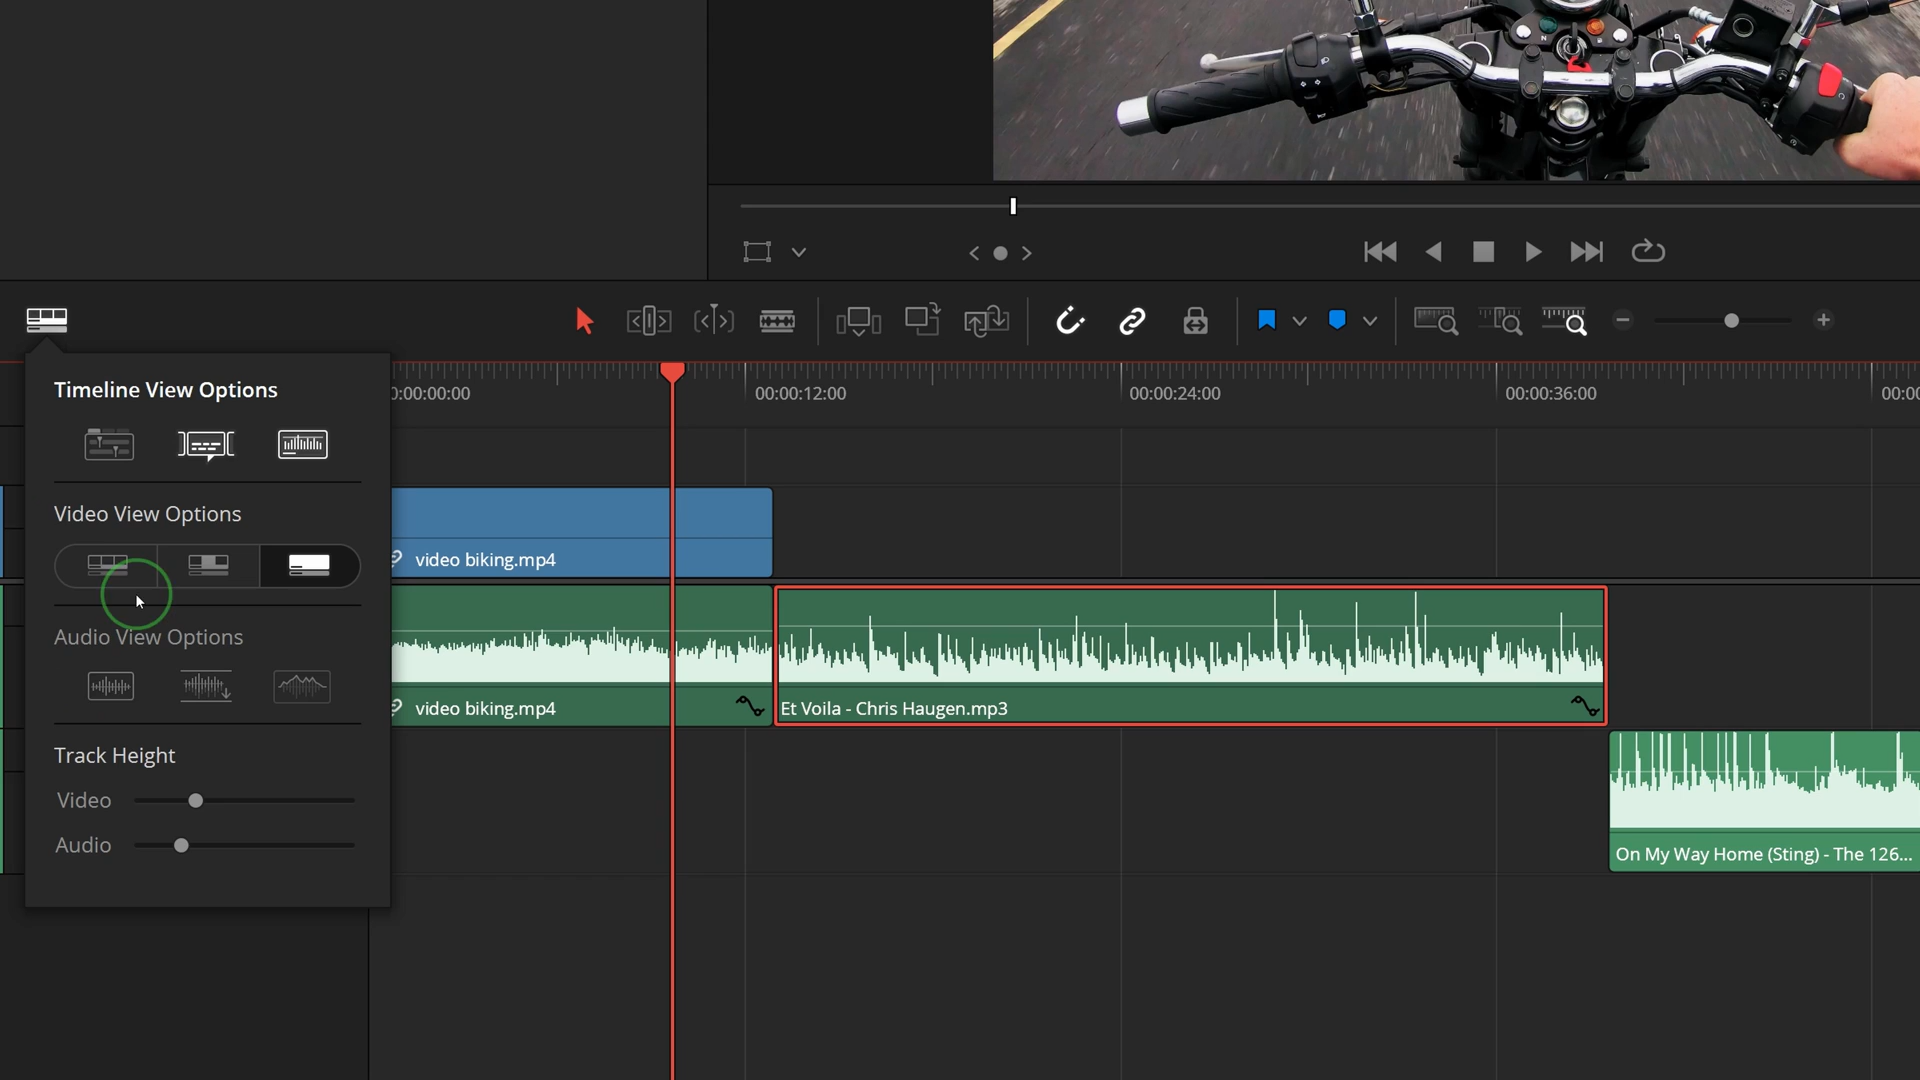 Timeline View Options
0:00:00:00
00:00:12:00
00:00:24:00
00:00:36:00
00:00
Video View Options
video biking.mp4
Audio View Options
video biking.mp4
Et Voila - Chris Haugen.mp3
Track Height
Video
Audio
On My Way Home (Sting) - The 126...